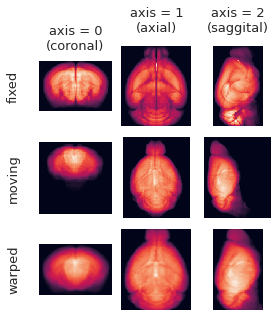 axis = 0
(coronal)
axis = 1
(axial)
axis = 2
(saggital)
fixed
moving
warped